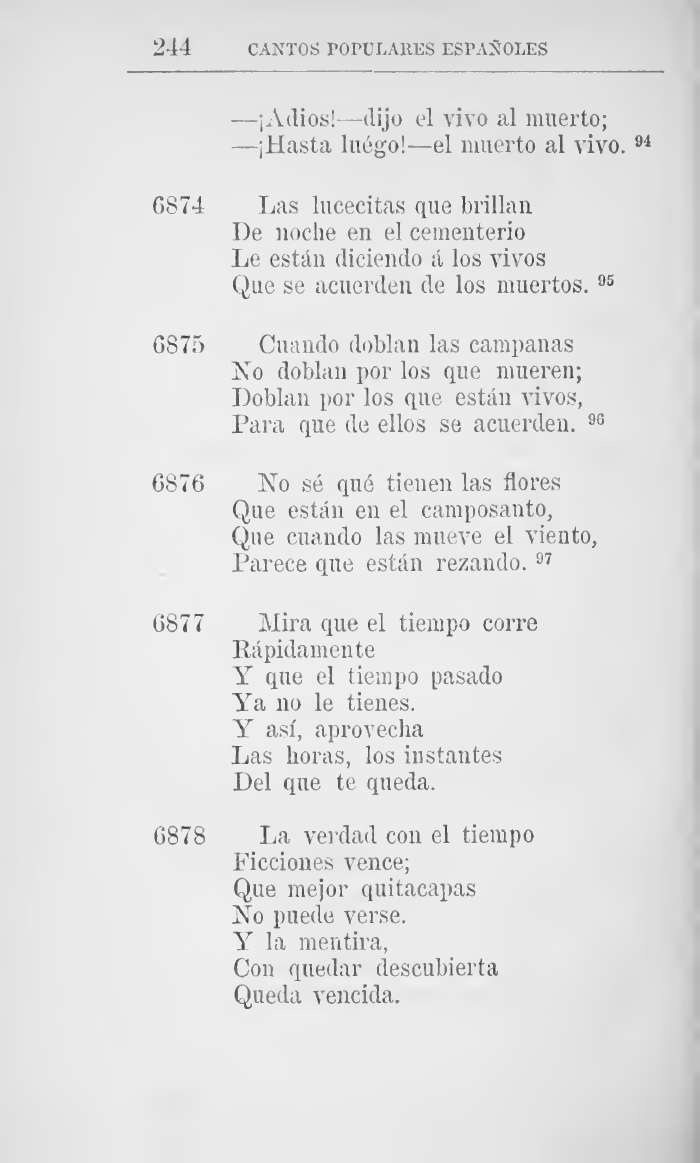 244 CANTOS POPULARES ESPAÑOLES
—¡Adios!—dijo el vivo al muerto;
—¡Hasta luégo!—el muerto al vivo. 94
6874 Las lucecitas que brillan
De noche en el cementerio
Le están diciendo á los vivos
Que se acuerden de los muertos. 95
6875 Cuando doblan las campanas
No doblan por los que mueren;
Doblan por los que están vivos,
Para que de ellos se acuerden. 96
6876 No sé qué tienen las flores
Que están en el camposanto,
Que cuando las mueve el viento,
Parece que están rezando. 97
6877 Mira que el tiempo corre
Rápidamente
Y que el tiempo pasado
Ya no le tienes.
Y así, aprovecha
Las horas, los instantes
Del que te queda.
6878 La verdad con el tiempo
Ficciones vence;
Que mejor quitacapas
No puede verse.
Y la mentira,
Con quedar descubierta
Queda vencida.